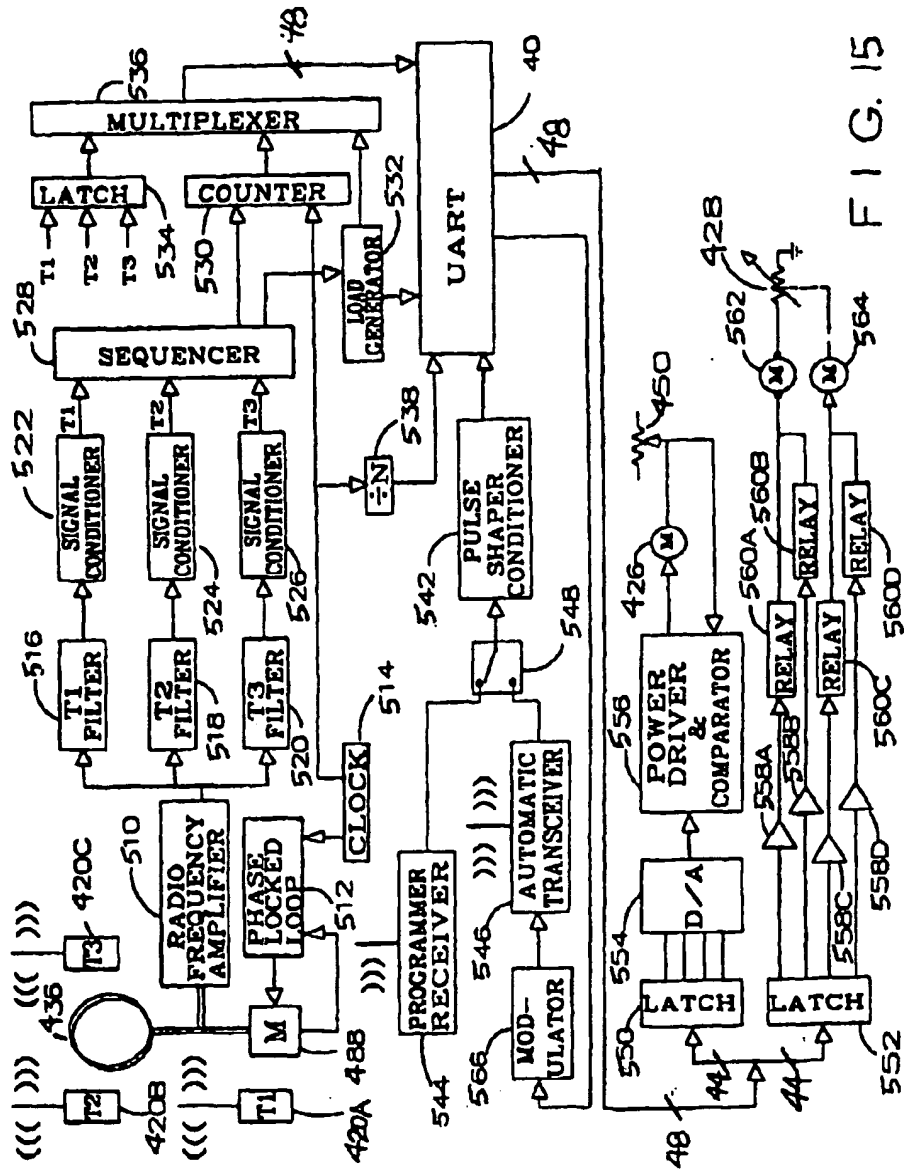 436
((( )))
T2
420B
((( )))
T1
420A
((( )))
T3
420C
510
RADIO
FREQUENCY
AMPLIFIER
M
488
PHASE
LOCKED
LOOP
512
CLOCK
514
516
T1
FILTER
T2
FILTER
518
T3
FILTER
520
522
SIGNAL
CONDITIONER
T1
SIGNAL
CONDITIONER
T2
524
SIGNAL
CONDITIONER
T3
526
528
SEQUENCER
T1
T2
T3
LATCH
534
COUNTER
530
LOAD
GENERATOR
532
536
MULTIPLEXER
48
÷N
538
UART
40
48
542
PULSE
SHAPER
CONDITIONER
548
)))
PROGRAMMER
RECEIVER
544
))) )))
546
AUTOMATIC
TRANSCEIVER
566
MOD-
ULATOR
48
44
44
550
LATCH
LATCH
552
554
D/A
556
POWER
DRIVER
&
COMPARATOR
426
M
450
558A
558B
558C
558D
560A
560B
RELAY
RELAY
RELAY
RELAY
560C
560D
562
M
M
564
428
FIG. 15